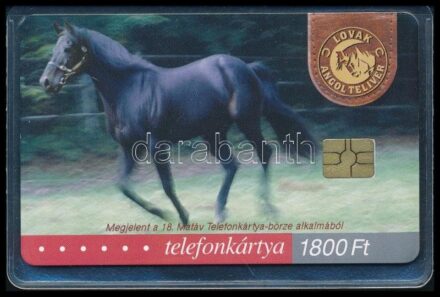 LOVAK
ANGOL TELIVÉR
darabanth
Megjelent a 18. Matáv Telefonkártya-börze alkalmából
telefonkártya 1800 Ft